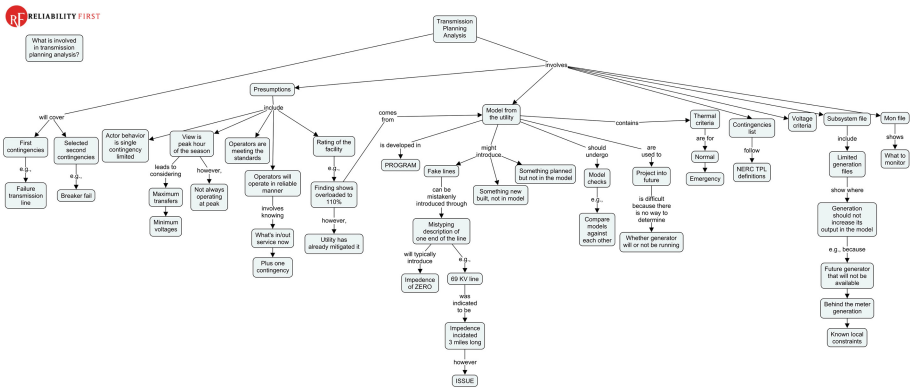 RF RELIABILITY FIRST
What is involved
in transmission
planning analysis?
Transmission
Planning
Analysis
involves
will cover
First
contingencies
e.g.,
Failure
transmission
line
Selected
second
contingencies
e.g.,
Breaker fail
Presumptions
include
Actor behavior
is single
contingency
limited
View is
peak hour
of the season
leads to
considering
Maximum
transfers
Minimum
voltages
however,
Not always
operating
at peak
Operators are
meeting the
standards
Operators will
operate in reliable
manner
involves
knowing
What's in/out
service now
Plus one
contingency
Rating of the
facility
e.g.,
Finding shows
overloaded to
110%
however,
Utility has
already mitigated it
comes
from
Model from
the utility
is developed in
PROGRAM
might
introduce
Fake lines
can be
mistakenly
introduced through
Mistyping
description of
one end of the line
will typically
introduce
Impedence
of ZERO
e.g.,
69 KV line
was
indicated
to be
Impedence
incidated
3 miles long
however
ISSUE
Something new
built, not in model
Something planned
but not in the model
should
undergo
Model
checks
e.g.,
Compare
models
against
each other
are
used to
Project into
future
is difficult
because there
is no way to
determine
Whether generator
will or not be running
contains
Thermal
criteria
are for
Normal
Emergency
Contingencies
list
follow
NERC TPL
definitions
Voltage
criteria
Subsystem file
include
Limited
generation
files
show where
Generation
should not
increase its
output in the model
e.g., because
Future generator
that will not be
available
Behind the meter
generation
Known local
constraints
Mon file
shows
What to
monitor